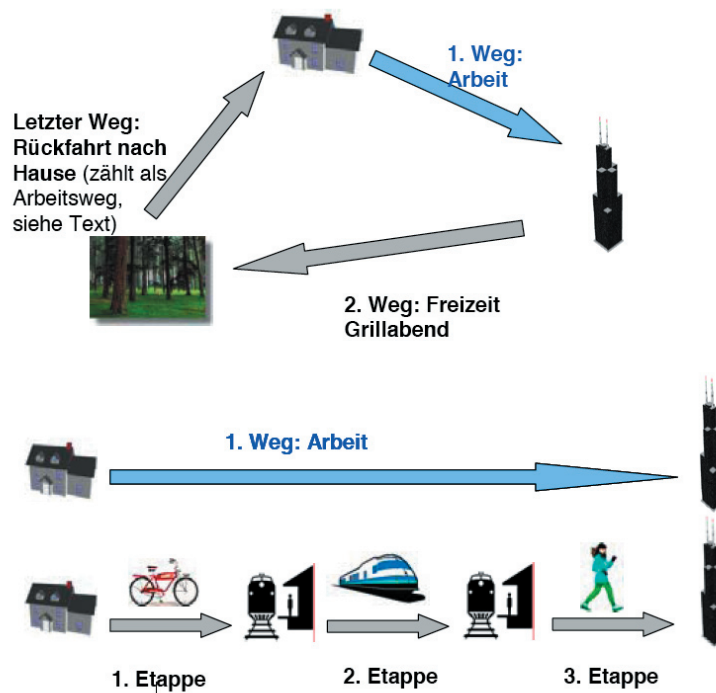 1. Weg:
Arbeit
Letzter Weg:
Rückfahrt nach
Hause (zählt als
Arbeitsweg,
siehe Text)
2. Weg: Freizeit
Grillabend
1. Weg: Arbeit
1. Etappe
2. Etappe
3. Etappe